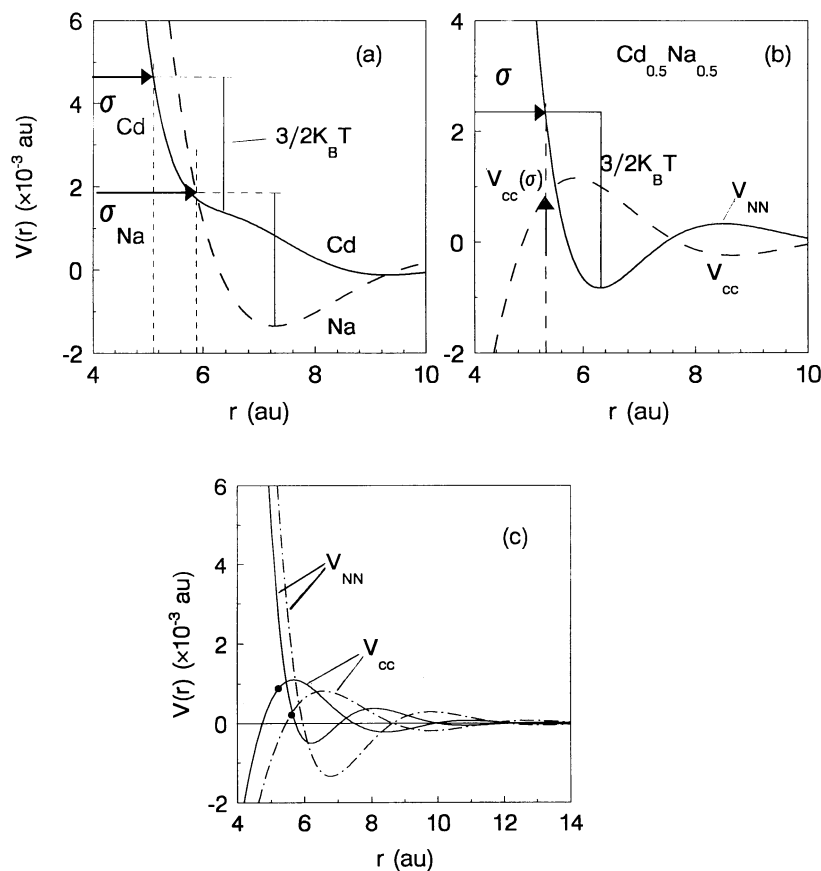 (a)
V(r) (×10⁻³ au)
6
4
2
0
-2
σ Cd
σ Na
3/2K_B T
Cd
Na
4
6
8
10
r (au)
(b)
Cd₀.₅Na₀.₅
6
4
2
0
-2
σ
V_cc(σ)
3/2K_B T
V_NN
V_cc
4
6
8
10
r (au)
(c)
V(r) (×10⁻³ au)
6
4
2
0
-2
V_NN
V_cc
4
6
8
10
12
14
r (au)